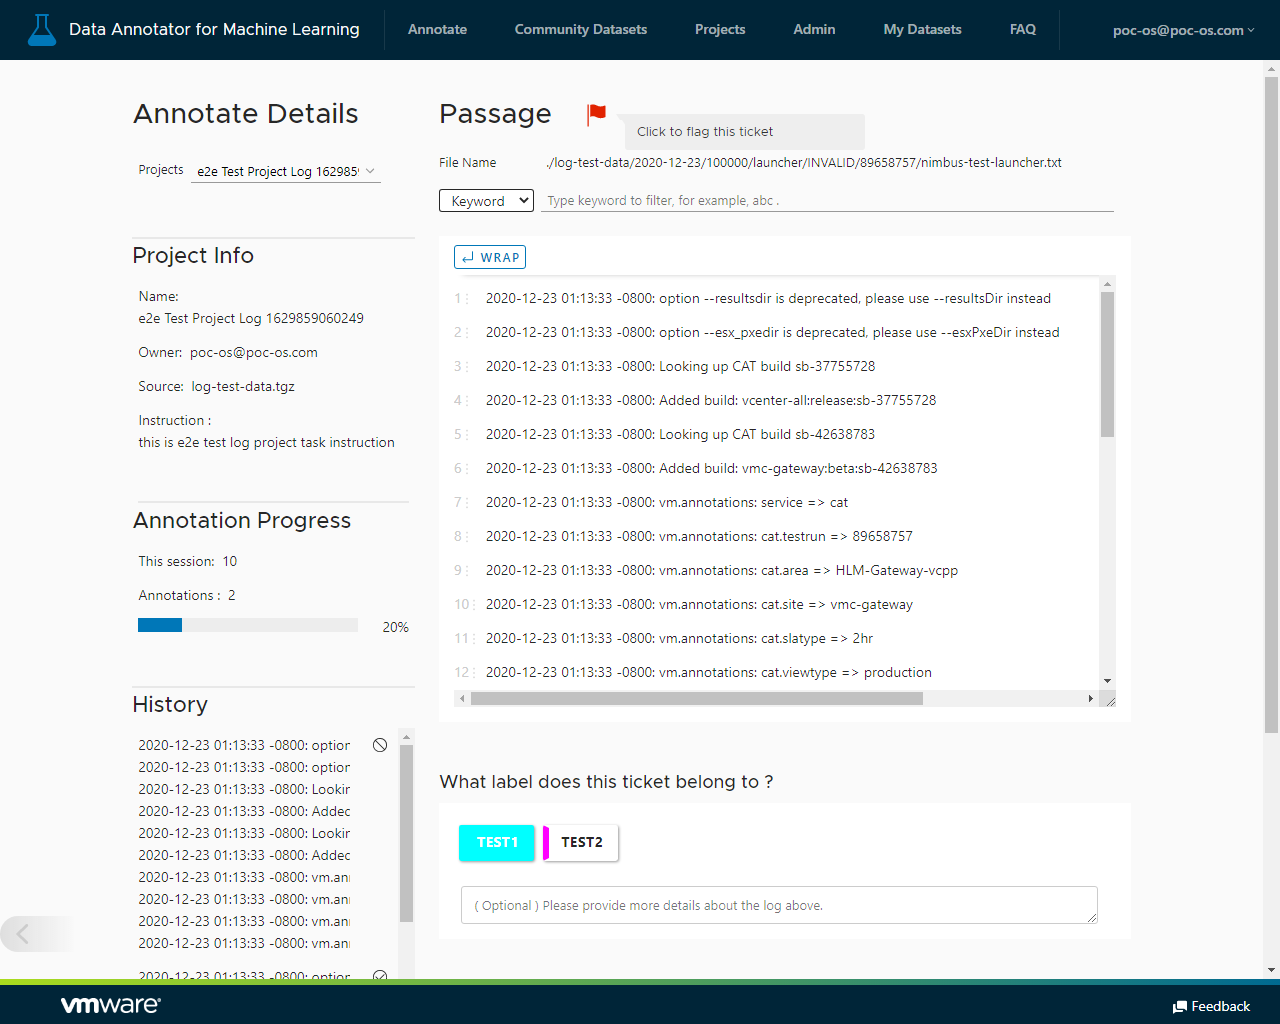 Data Annotator for Machine Learning
Annotate
Community Datasets
Projects
Admin
My Datasets
FAQ
poc-os@poc-os.com
Annotate Details
Projects
e2e Test Project Log 162985
Project Info
Name:
e2e Test Project Log 1629859060249
Owner: poc-os@poc-os.com
Source: log-test-data.tgz
Instruction :
this is e2e test log project task instruction
Annotation Progress
This session: 10
Annotations : 2
20%
History
2020-12-23 01:13:33 -0800: option
2020-12-23 01:13:33 -0800: option
2020-12-23 01:13:33 -0800: Lookin
2020-12-23 01:13:33 -0800: Added
2020-12-23 01:13:33 -0800: Lookin
2020-12-23 01:13:33 -0800: Added
2020-12-23 01:13:33 -0800: vm.an
2020-12-23 01:13:33 -0800: vm.an
2020-12-23 01:13:33 -0800: vm.an
2020-12-23 01:13:33 -0800: vm.an
2020-12-23 01:13:33 -0800: option
Passage
Click to flag this ticket
File Name
./log-test-data/2020-12-23/100000/launcher/INVALID/89658757/nimbus-test-launcher.txt
Keyword
Type keyword to filter, for example, abc .
WRAP
1 2020-12-23 01:13:33 -0800: option --resultsdir is deprecated, please use --resultsDir instead
2 2020-12-23 01:13:33 -0800: option --esx_pxedir is deprecated, please use --esxPxeDir instead
3 2020-12-23 01:13:33 -0800: Looking up CAT build sb-37755728
4 2020-12-23 01:13:33 -0800: Added build: vcenter-all:release:sb-37755728
5 2020-12-23 01:13:33 -0800: Looking up CAT build sb-42638783
6 2020-12-23 01:13:33 -0800: Added build: vmc-gateway:beta:sb-42638783
7 2020-12-23 01:13:33 -0800: vm.annotations: service => cat
8 2020-12-23 01:13:33 -0800: vm.annotations: cat.testrun => 89658757
9 2020-12-23 01:13:33 -0800: vm.annotations: cat.area => HLM-Gateway-vcpp
10 2020-12-23 01:13:33 -0800: vm.annotations: cat.site => vmc-gateway
11 2020-12-23 01:13:33 -0800: vm.annotations: cat.slatype => 2hr
12 2020-12-23 01:13:33 -0800: vm.annotations: cat.viewtype => production
What label does this ticket belong to ?
TEST1
TEST2
( Optional ) Please provide more details about the log above.
vmware
Feedback